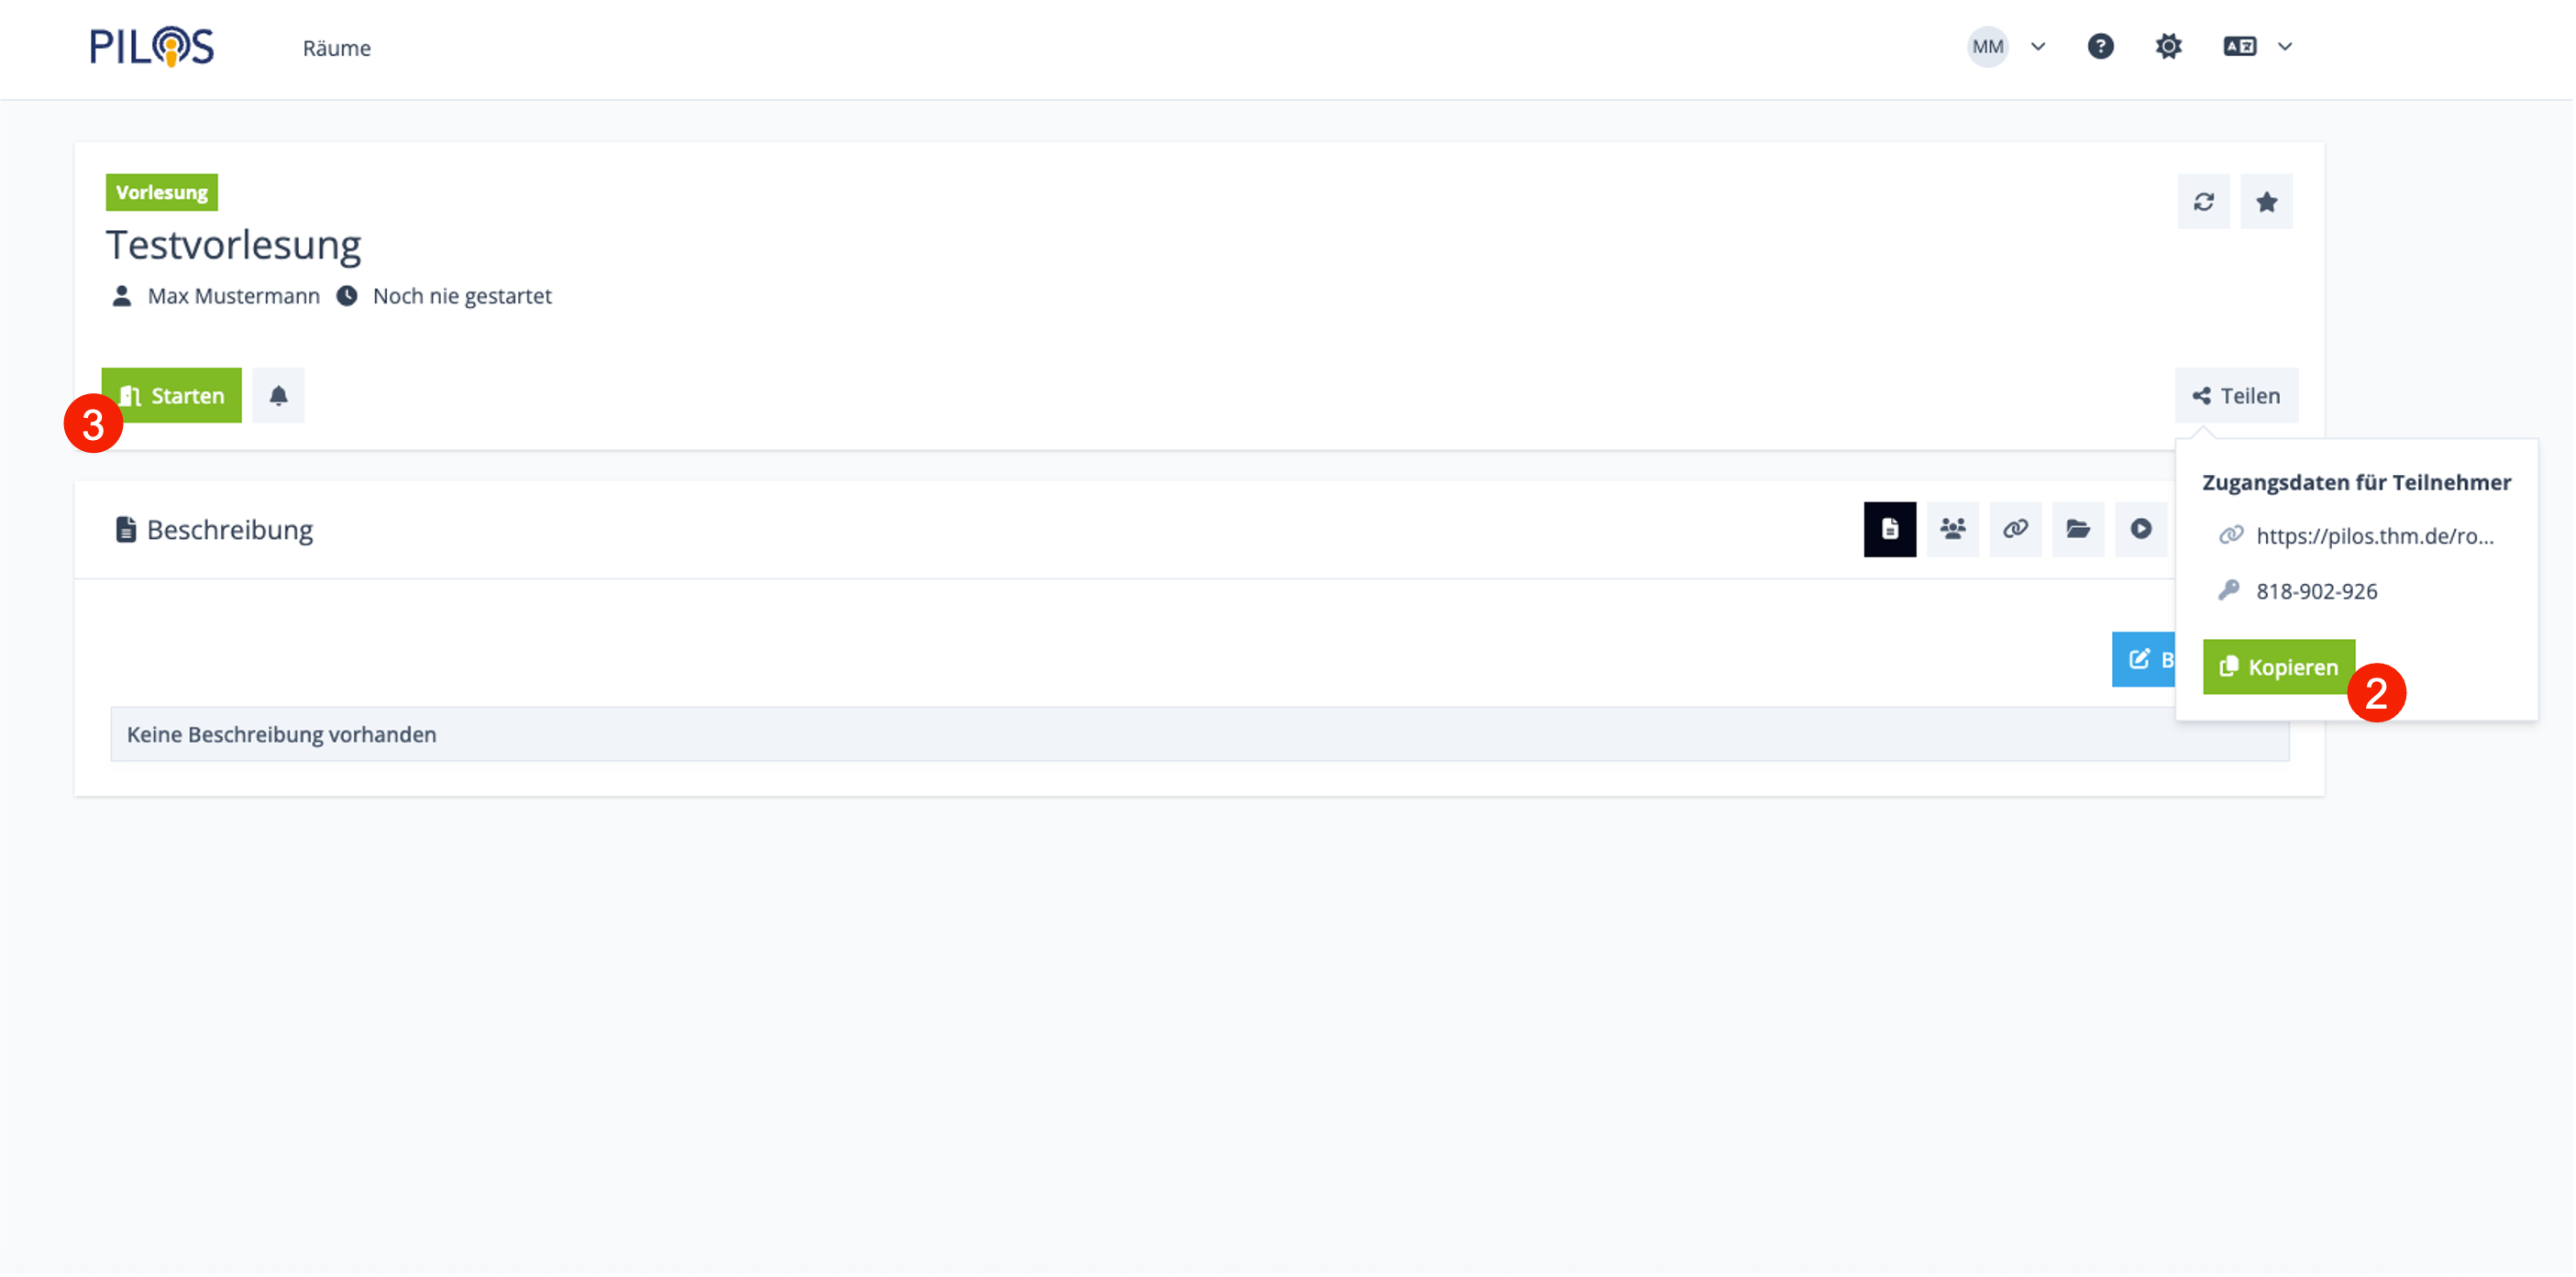 PILOS
Räume
MM
Vorlesung
Testvorlesung
Max Mustermann
Noch nie gestartet
Starten
3
Teilen
Zugangsdaten für Teilnehmer
https://pilos.thm.de/ro...
818-902-926
Kopieren
2
Beschreibung
B
Keine Beschreibung vorhanden